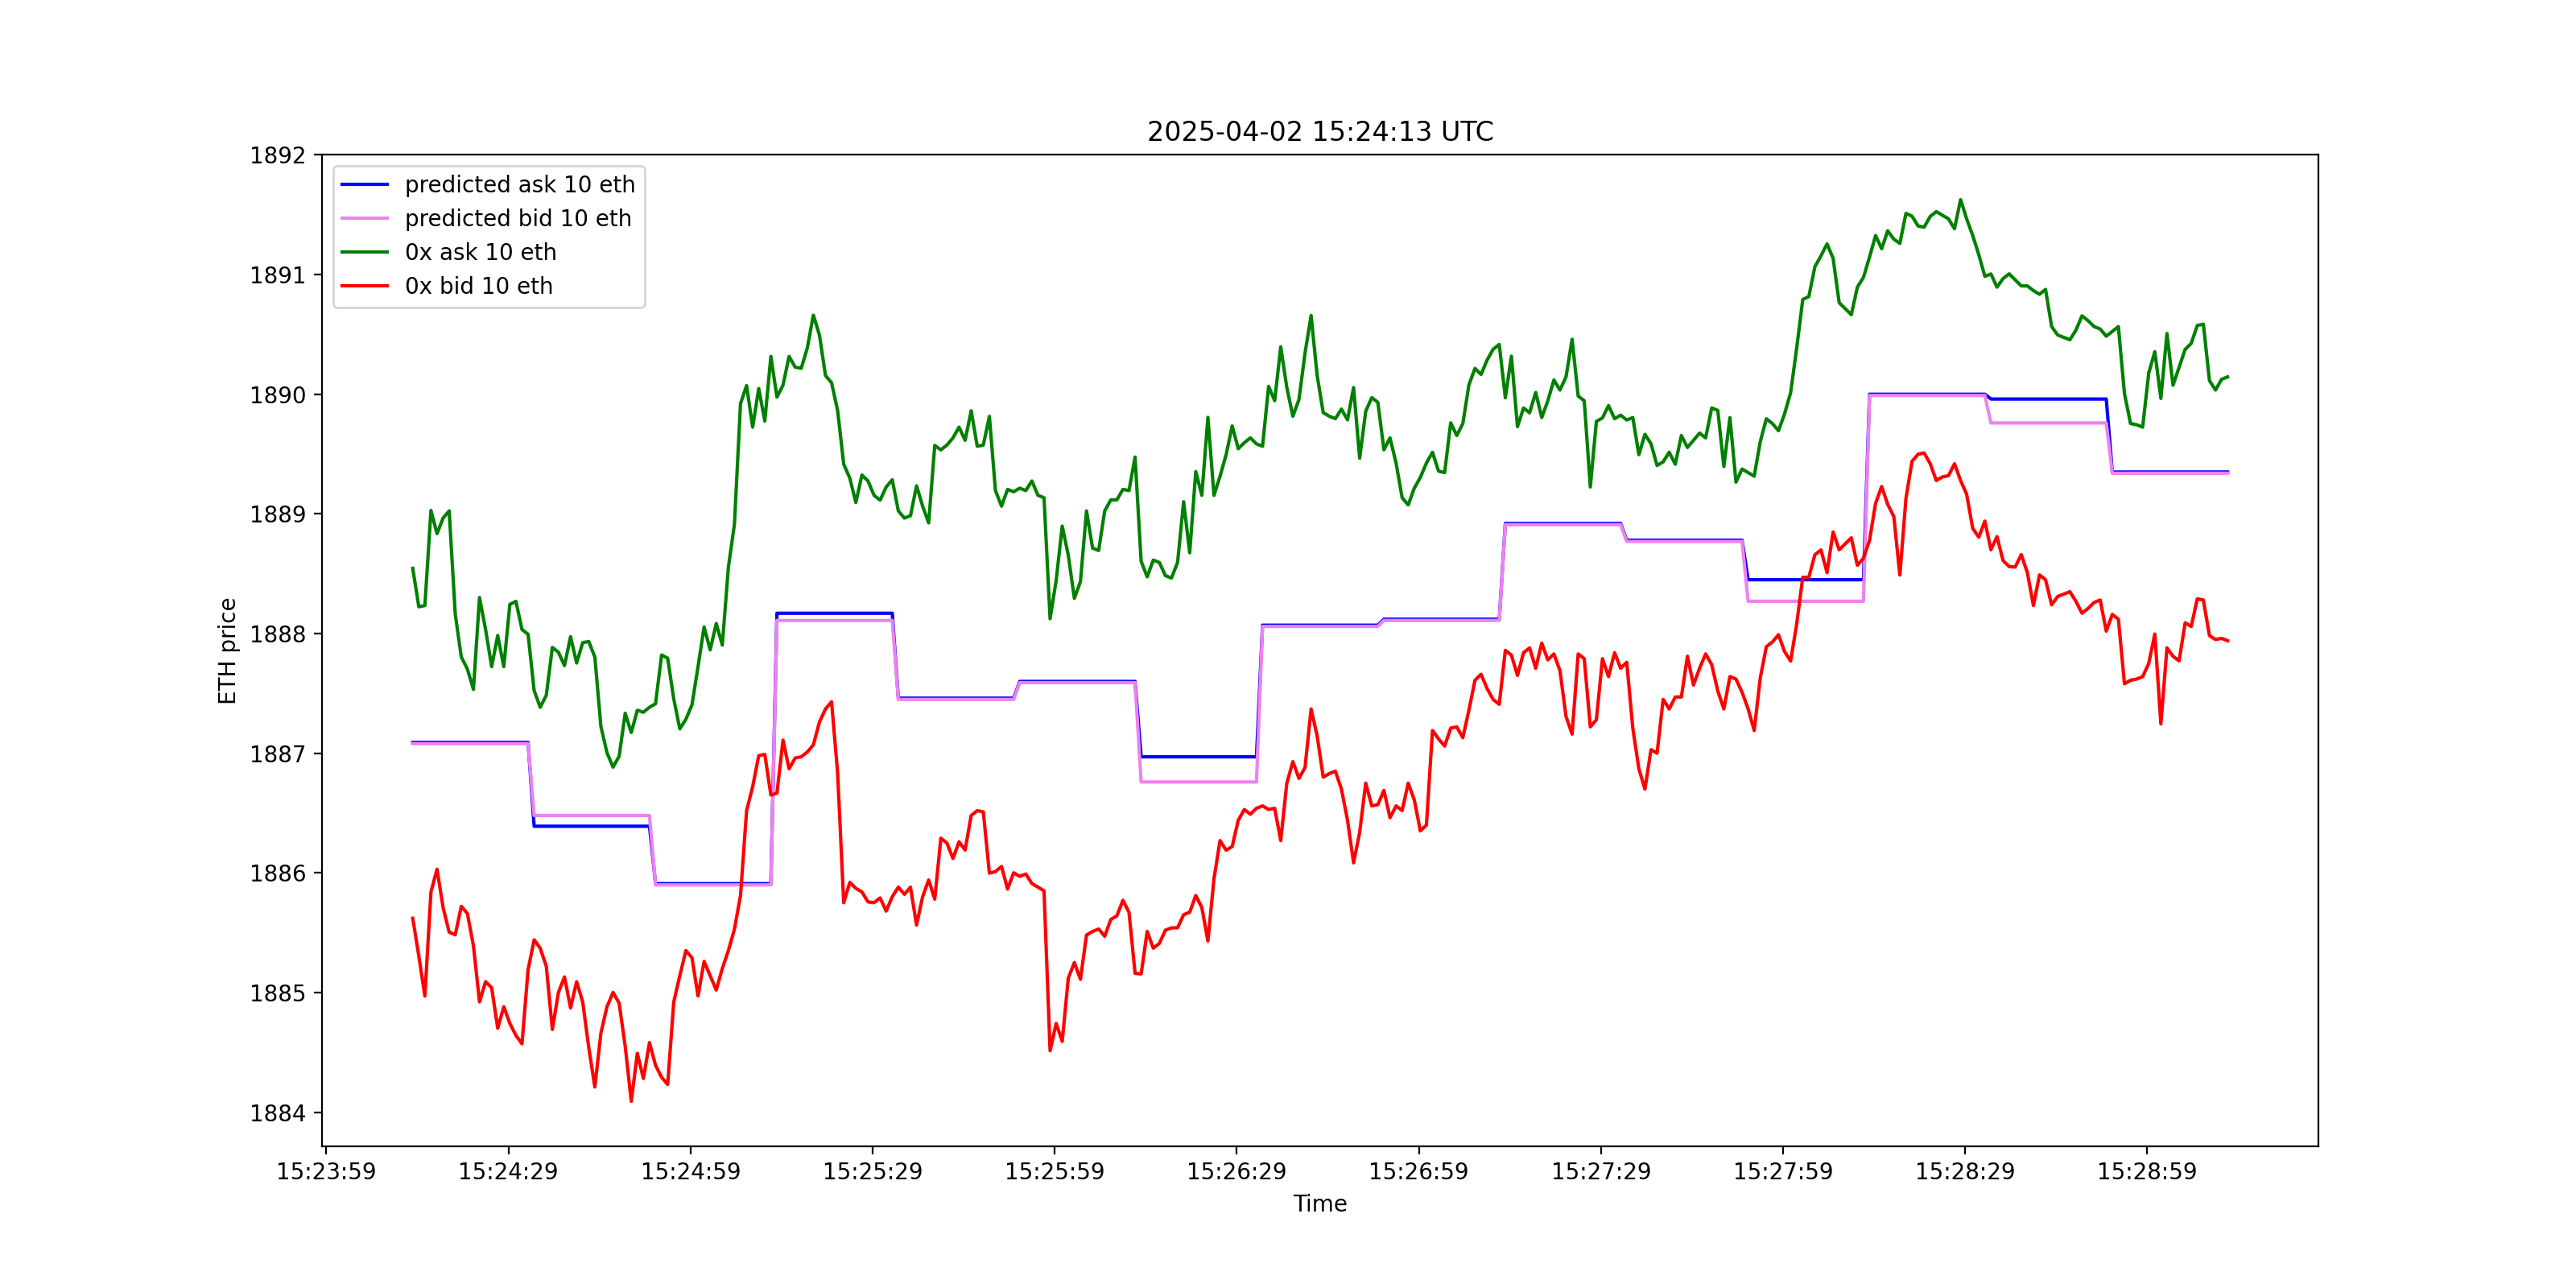 2025-04-02 15:24:13 UTC
predicted ask 10 eth
predicted bid 10 eth
0x ask 10 eth
0x bid 10 eth
1892
1891
1890
1889
1888
1887
1886
1885
1884
ETH price
15:23:59 15:24:29 15:24:59 15:25:29 15:25:59 15:26:29 15:26:59 15:27:29 15:27:59 15:28:29 15:28:59
Time